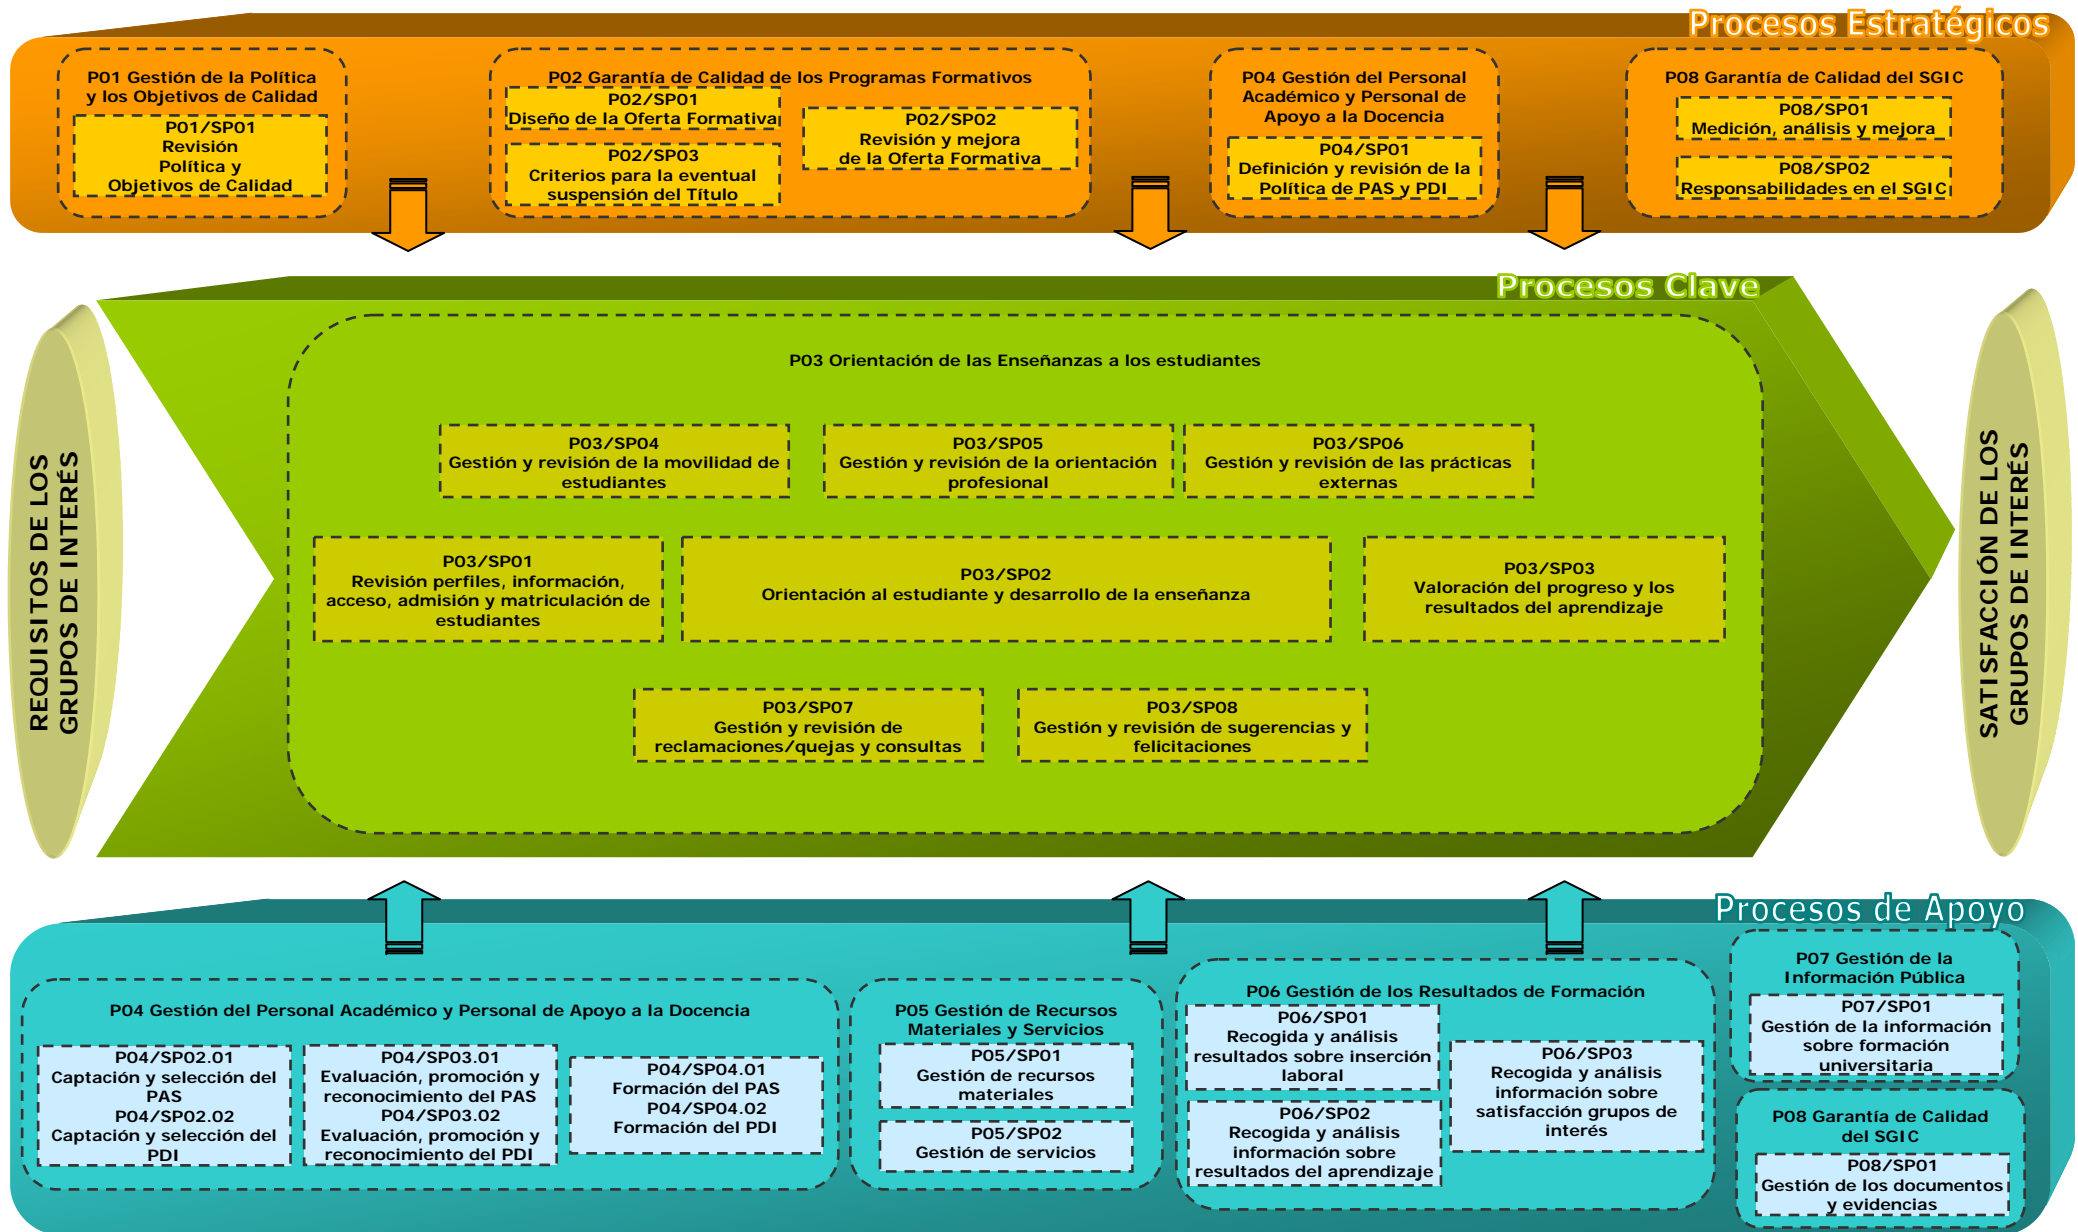 Procesos Estratégicos
P01 Gestión de la Política
y los Objetivos de Calidad
P01/SP01
Revisión
Política y
Objetivos de Calidad
P02 Garantía de Calidad de los Programas Formativos
P02/SP01
Diseño de la Oferta Formativa
P02/SP03
Criterios para la eventual
suspensión del Título
P02/SP02
Revisión y mejora
de la Oferta Formativa
P04 Gestión del Personal
Académico y Personal de
Apoyo a la Docencia
P04/SP01
Definición y revisión de la
Política de PAS y PDI
P08 Garantía de Calidad del SGIC
P08/SP01
Medición, análisis y mejora
P08/SP02
Responsabilidades en el SGIC
Procesos Clave
REQUISITOS DE LOS
GRUPOS DE INTERÉS
P03 Orientación de las Enseñanzas a los estudiantes
P03/SP04
Gestión y revisión de la movilidad de
estudiantes
P03/SP05
Gestión y revisión de la orientación
profesional
P03/SP06
Gestión y revisión de las prácticas
externas
P03/SP01
Revisión perfiles, información,
acceso, admisión y matriculación de
estudiantes
P03/SP02
Orientación al estudiante y desarrollo de la enseñanza
P03/SP03
Valoración del progreso y los
resultados del aprendizaje
P03/SP07
Gestión y revisión de
reclamaciones/quejas y consultas
P03/SP08
Gestión y revisión de sugerencias y
felicitaciones
SATISFACCIÓN DE LOS
GRUPOS DE INTERÉS
Procesos de Apoyo
P04 Gestión del Personal Académico y Personal de Apoyo a la Docencia
P04/SP02.01
Captación y selección del
PAS
P04/SP02.02
Captación y selección del
PDI
P04/SP03.01
Evaluación, promoción y
reconocimiento del PAS
P04/SP03.02
Evaluación, promoción y
reconocimiento del PDI
P04/SP04.01
Formación del PAS
P04/SP04.02
Formación del PDI
P05 Gestión de Recursos
Materiales y Servicios
P05/SP01
Gestión de recursos
materiales
P05/SP02
Gestión de servicios
P06 Gestión de los Resultados de Formación
P06/SP01
Recogida y análisis
resultados sobre inserción
laboral
P06/SP02
Recogida y análisis
información sobre
resultados del aprendizaje
P06/SP03
Recogida y análisis
información sobre
satisfacción grupos de
interés
P07 Gestión de la
Información Pública
P07/SP01
Gestión de la información
sobre formación
universitaria
P08 Garantía de Calidad
del SGIC
P08/SP01
Gestión de los documentos
y evidencias